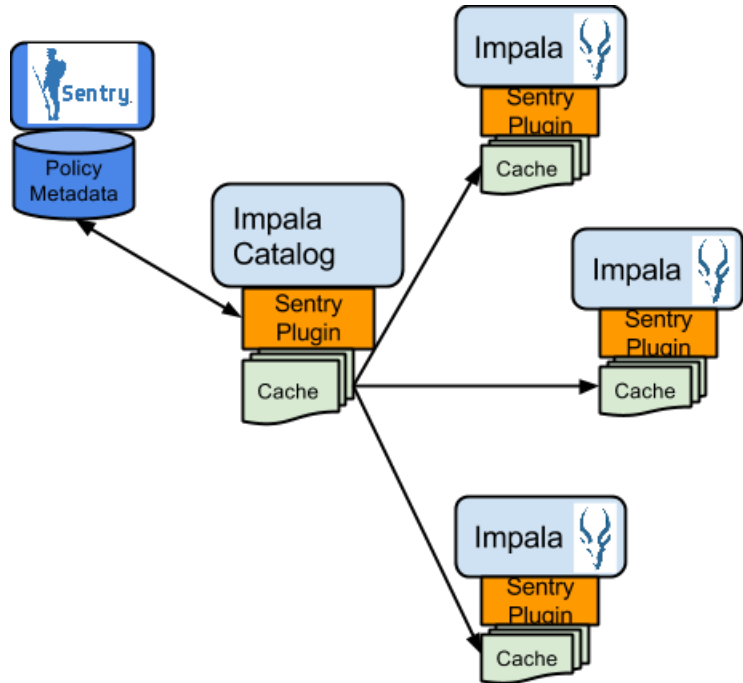 Sentry
Policy
Metadata
Impala
Catalog
Sentry
Plugin
Cache
Impala
Sentry
Plugin
Cache
Impala
Sentry
Plugin
Cache
Impala
Sentry
Plugin
Cache